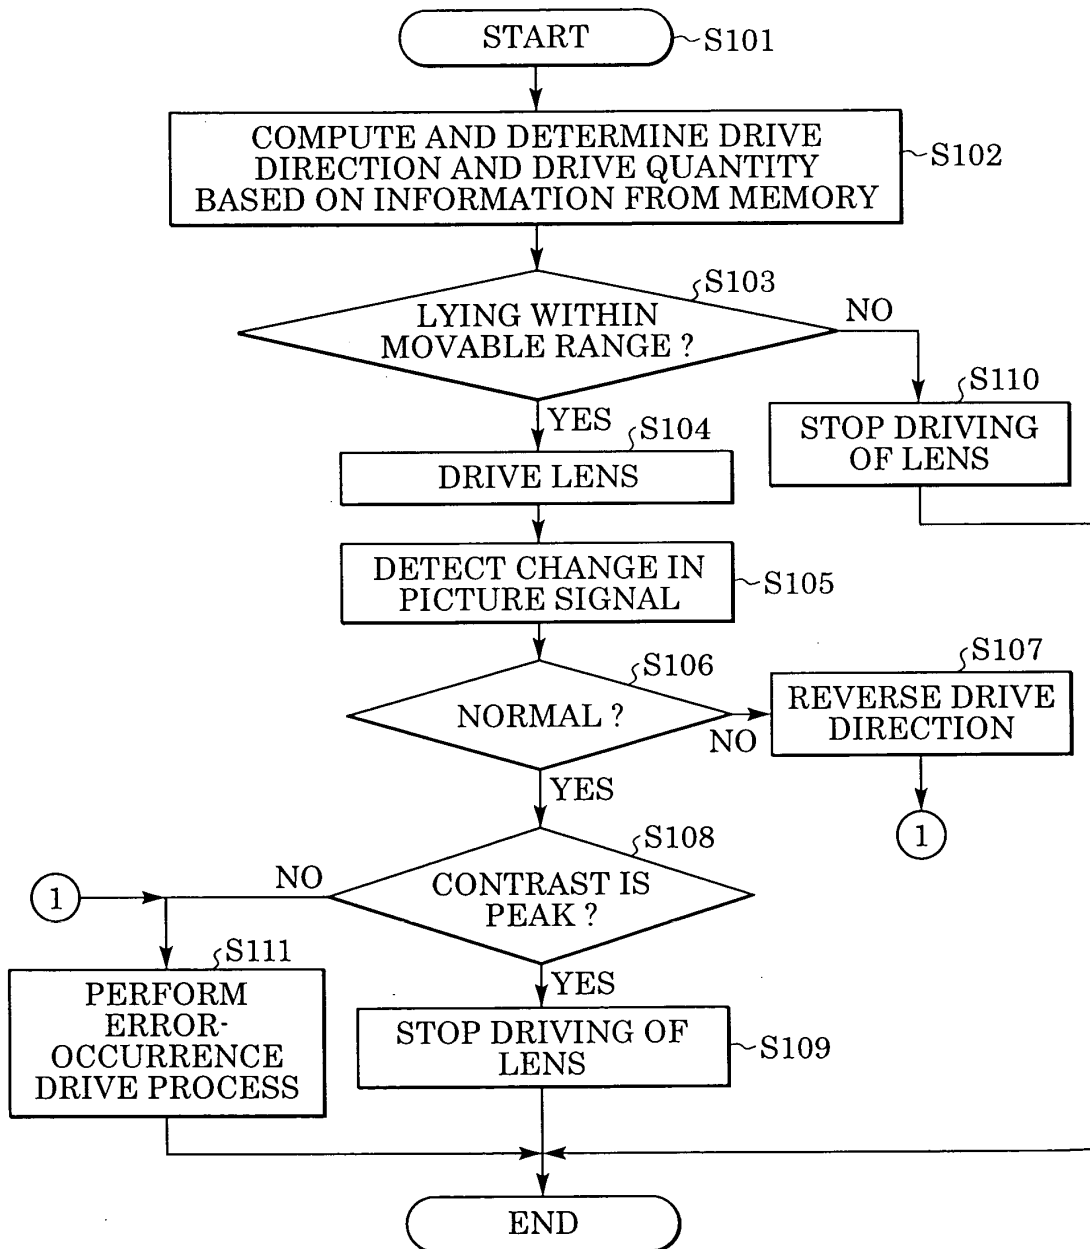 START
S101
COMPUTE AND DETERMINE DRIVE
DIRECTION AND DRIVE QUANTITY
BASED ON INFORMATION FROM MEMORY
S102
S103
LYING WITHIN
MOVABLE RANGE ?
NO
YES
S110
STOP DRIVING
OF LENS
S104
DRIVE LENS
DETECT CHANGE IN
PICTURE SIGNAL
S105
S106
NORMAL ?
NO
YES
S107
REVERSE DRIVE
DIRECTION
1
S108
CONTRAST IS
PEAK ?
NO
YES
1
S111
PERFORM
ERROR-
OCCURRENCE
DRIVE PROCESS
STOP DRIVING OF
LENS
S109
END